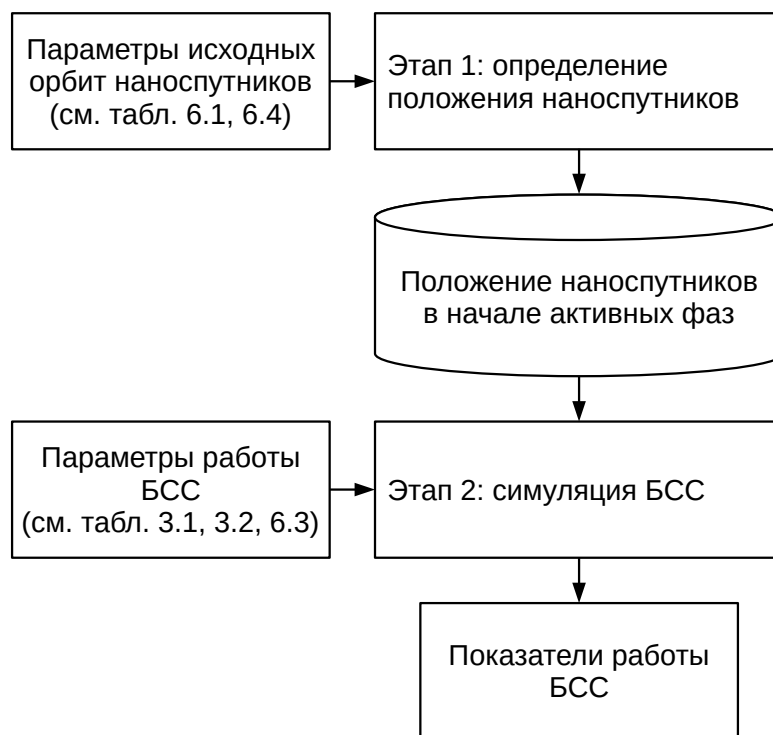 Параметры исходных
орбит наноспутников
(см. табл. 6.1, 6.4)
Этап 1: определение
положения наноспутников
Положение наноспутников
в начале активных фаз
Параметры работы
БСС
(см. табл. 3.1, 3.2, 6.3)
Этап 2: симуляция БСС
Показатели работы
БСС